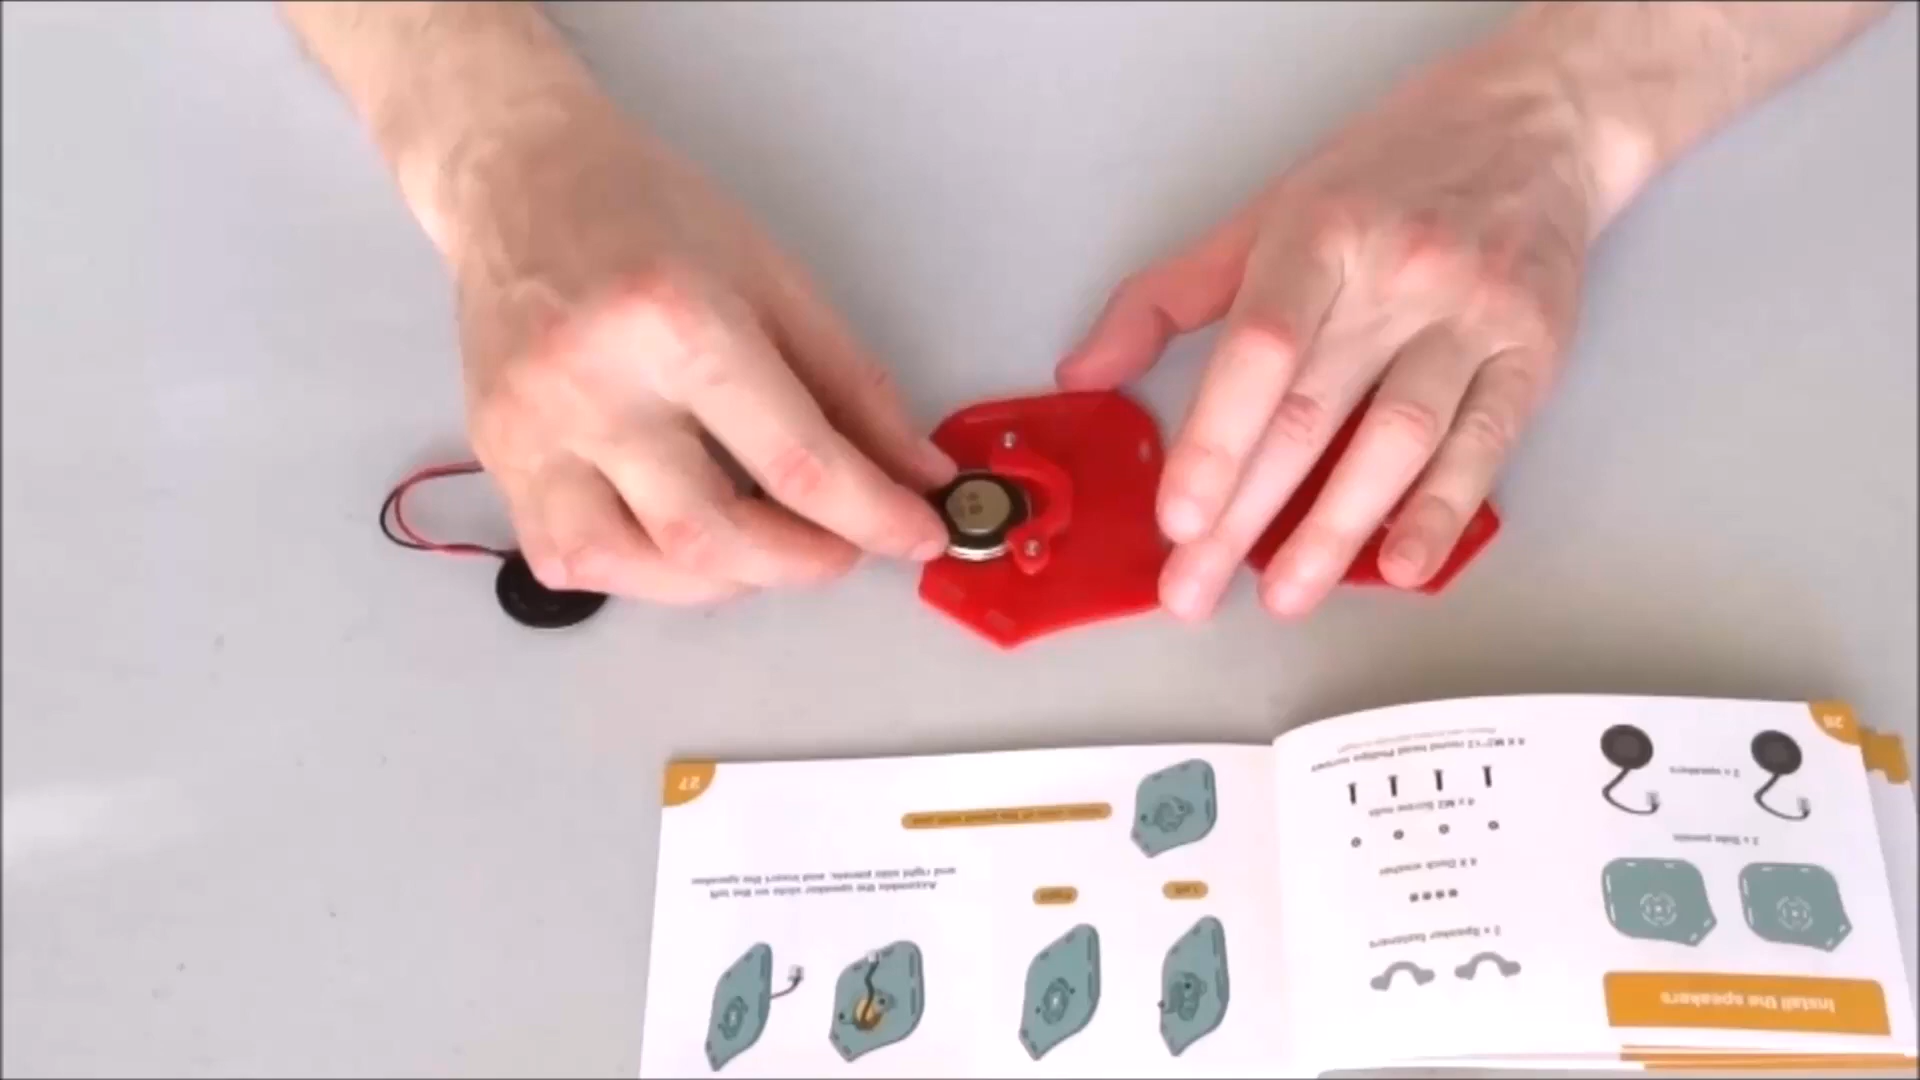 26
Install the speakers
2 x Side panels
2 x speakers
2 x Speaker fasteners
4 X Duck washer
4 x M2 Screw nuts
4 X M2*12 round head Phillips screws
27
Left
Right
Assemble the speaker slots on the left
and right side panels, and insert the speaker